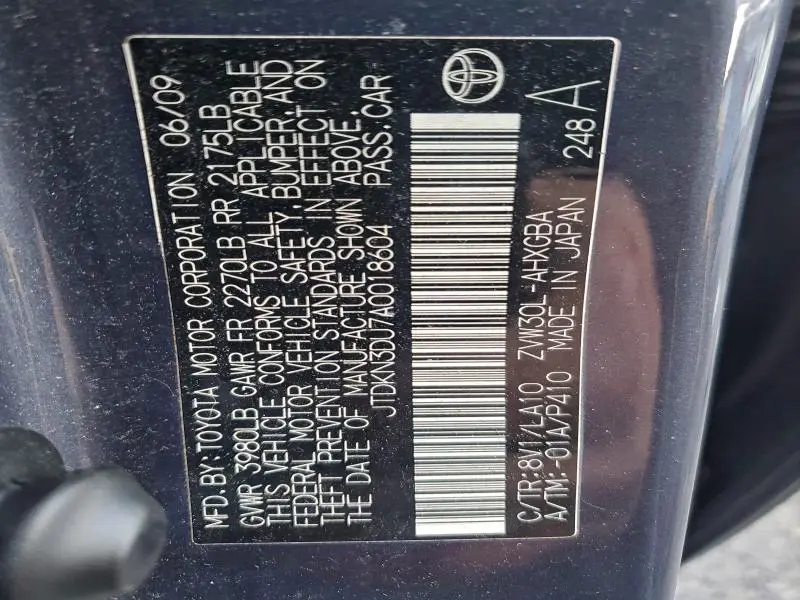 MFD.BY:TOYOTA MOTOR CORPORATION 06/09
GVWR 3980LB GAWR FR 2270LB RR 2175LB
THIS VEHICLE CONFORMS TO ALL APPLICABLE
FEDERAL MOTOR VEHICLE SAFETY,BUMPER,AND
THEFT PREVENTION STANDARDS IN EFFECT ON
THE DATE OF MANUFACTURE SHOWN ABOVE.
JTDKN3DU7A0018604 PASS.CAR
C/TR:8V1/LA10 ZVW30L-AHXGBA
A/TM:-01A/P410 MADE IN JAPAN 248 A